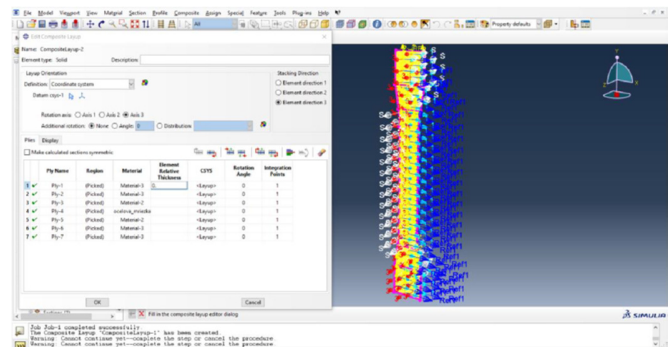 File Model Viewport View Material Section Profile Composite Assign Special Feature Tools Plug-ins Help
All
Property defaults
Edit Composite Layup
Name: CompositeLayup-2
Element type: Solid Description:
Layup Orientation
Stacking Direction
Definition: Coordinate system
Element direction 1
Element direction 2
Element direction 3
Datum csys-1
Rotation axis: Axis 1 Axis 2 Axis 3
Additional rotation: None Angle: 0 Distribution:
Plies Display
Make calculated sections symmetric
Ply Name Region Material Element Relative Thickness CSYS Rotation Angle Integration Points
1 Ply-1 (Picked) Material-3 <Layup> 0 1
2 Ply-2 (Picked) Material-3 <Layup> 0 1
3 Ply-3 (Picked) Material-2 <Layup> 0 1
4 Ply-4 (Picked) <Layup> 0 1
5 Ply-5 (Picked) Material-2 <Layup> 0 1
6 Ply-6 (Picked) Material-3 <Layup> 0 1
7 Ply-7 (Picked) Material-3 <Layup> 0 1
OK Cancel
Fill in the composite layup editor dialog
SIMULIA
Job Job-1 completed successfully
The Composite Layup "CompositeLayup-1" has been created.
Warning: Cannot continue yet--complete the step or cancel the procedure.
Warning: Cannot continue yet--complete the step or cancel the procedure.